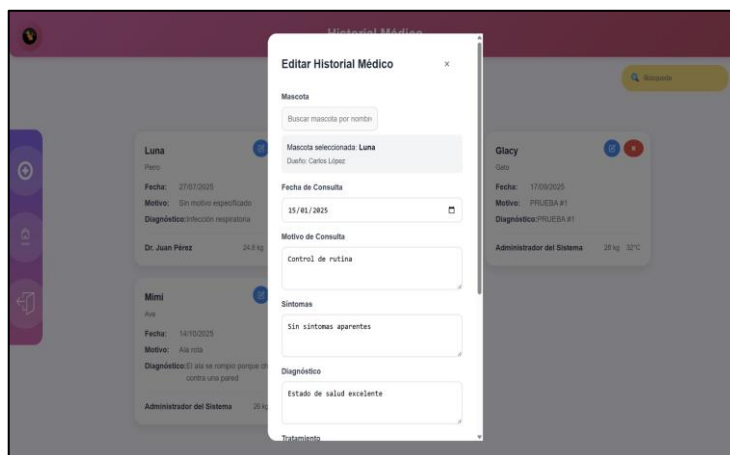 Historial Médico
Búsqueda
Editar Historial Médico
×
Mascota
Buscar mascota por nombr
Mascota seleccionada: Luna
Dueño: Carlos López
Fecha de Consulta
15/01/2025
Motivo de Consulta
Control de rutina
Síntomas
Sin síntomas aparentes
Diagnóstico
Estado de salud excelente
Tratamiento
Luna
Perro
Fecha: 27/07/2025
Motivo: Sin motivo especificado
Diagnóstico: Infección respiratoria
Dr. Juan Pérez 24.8 kg
Glacy
Gato
Fecha: 17/09/2025
Motivo: PRUEBA #1
Diagnóstico: PRUEBA #1
Administrador del Sistema 28 kg 32°C
Mimi
Ave
Fecha: 14/10/2025
Motivo: Ala rota
Diagnóstico: El ala se rompio porque ch
contra una pared
Administrador del Sistema 26 kg